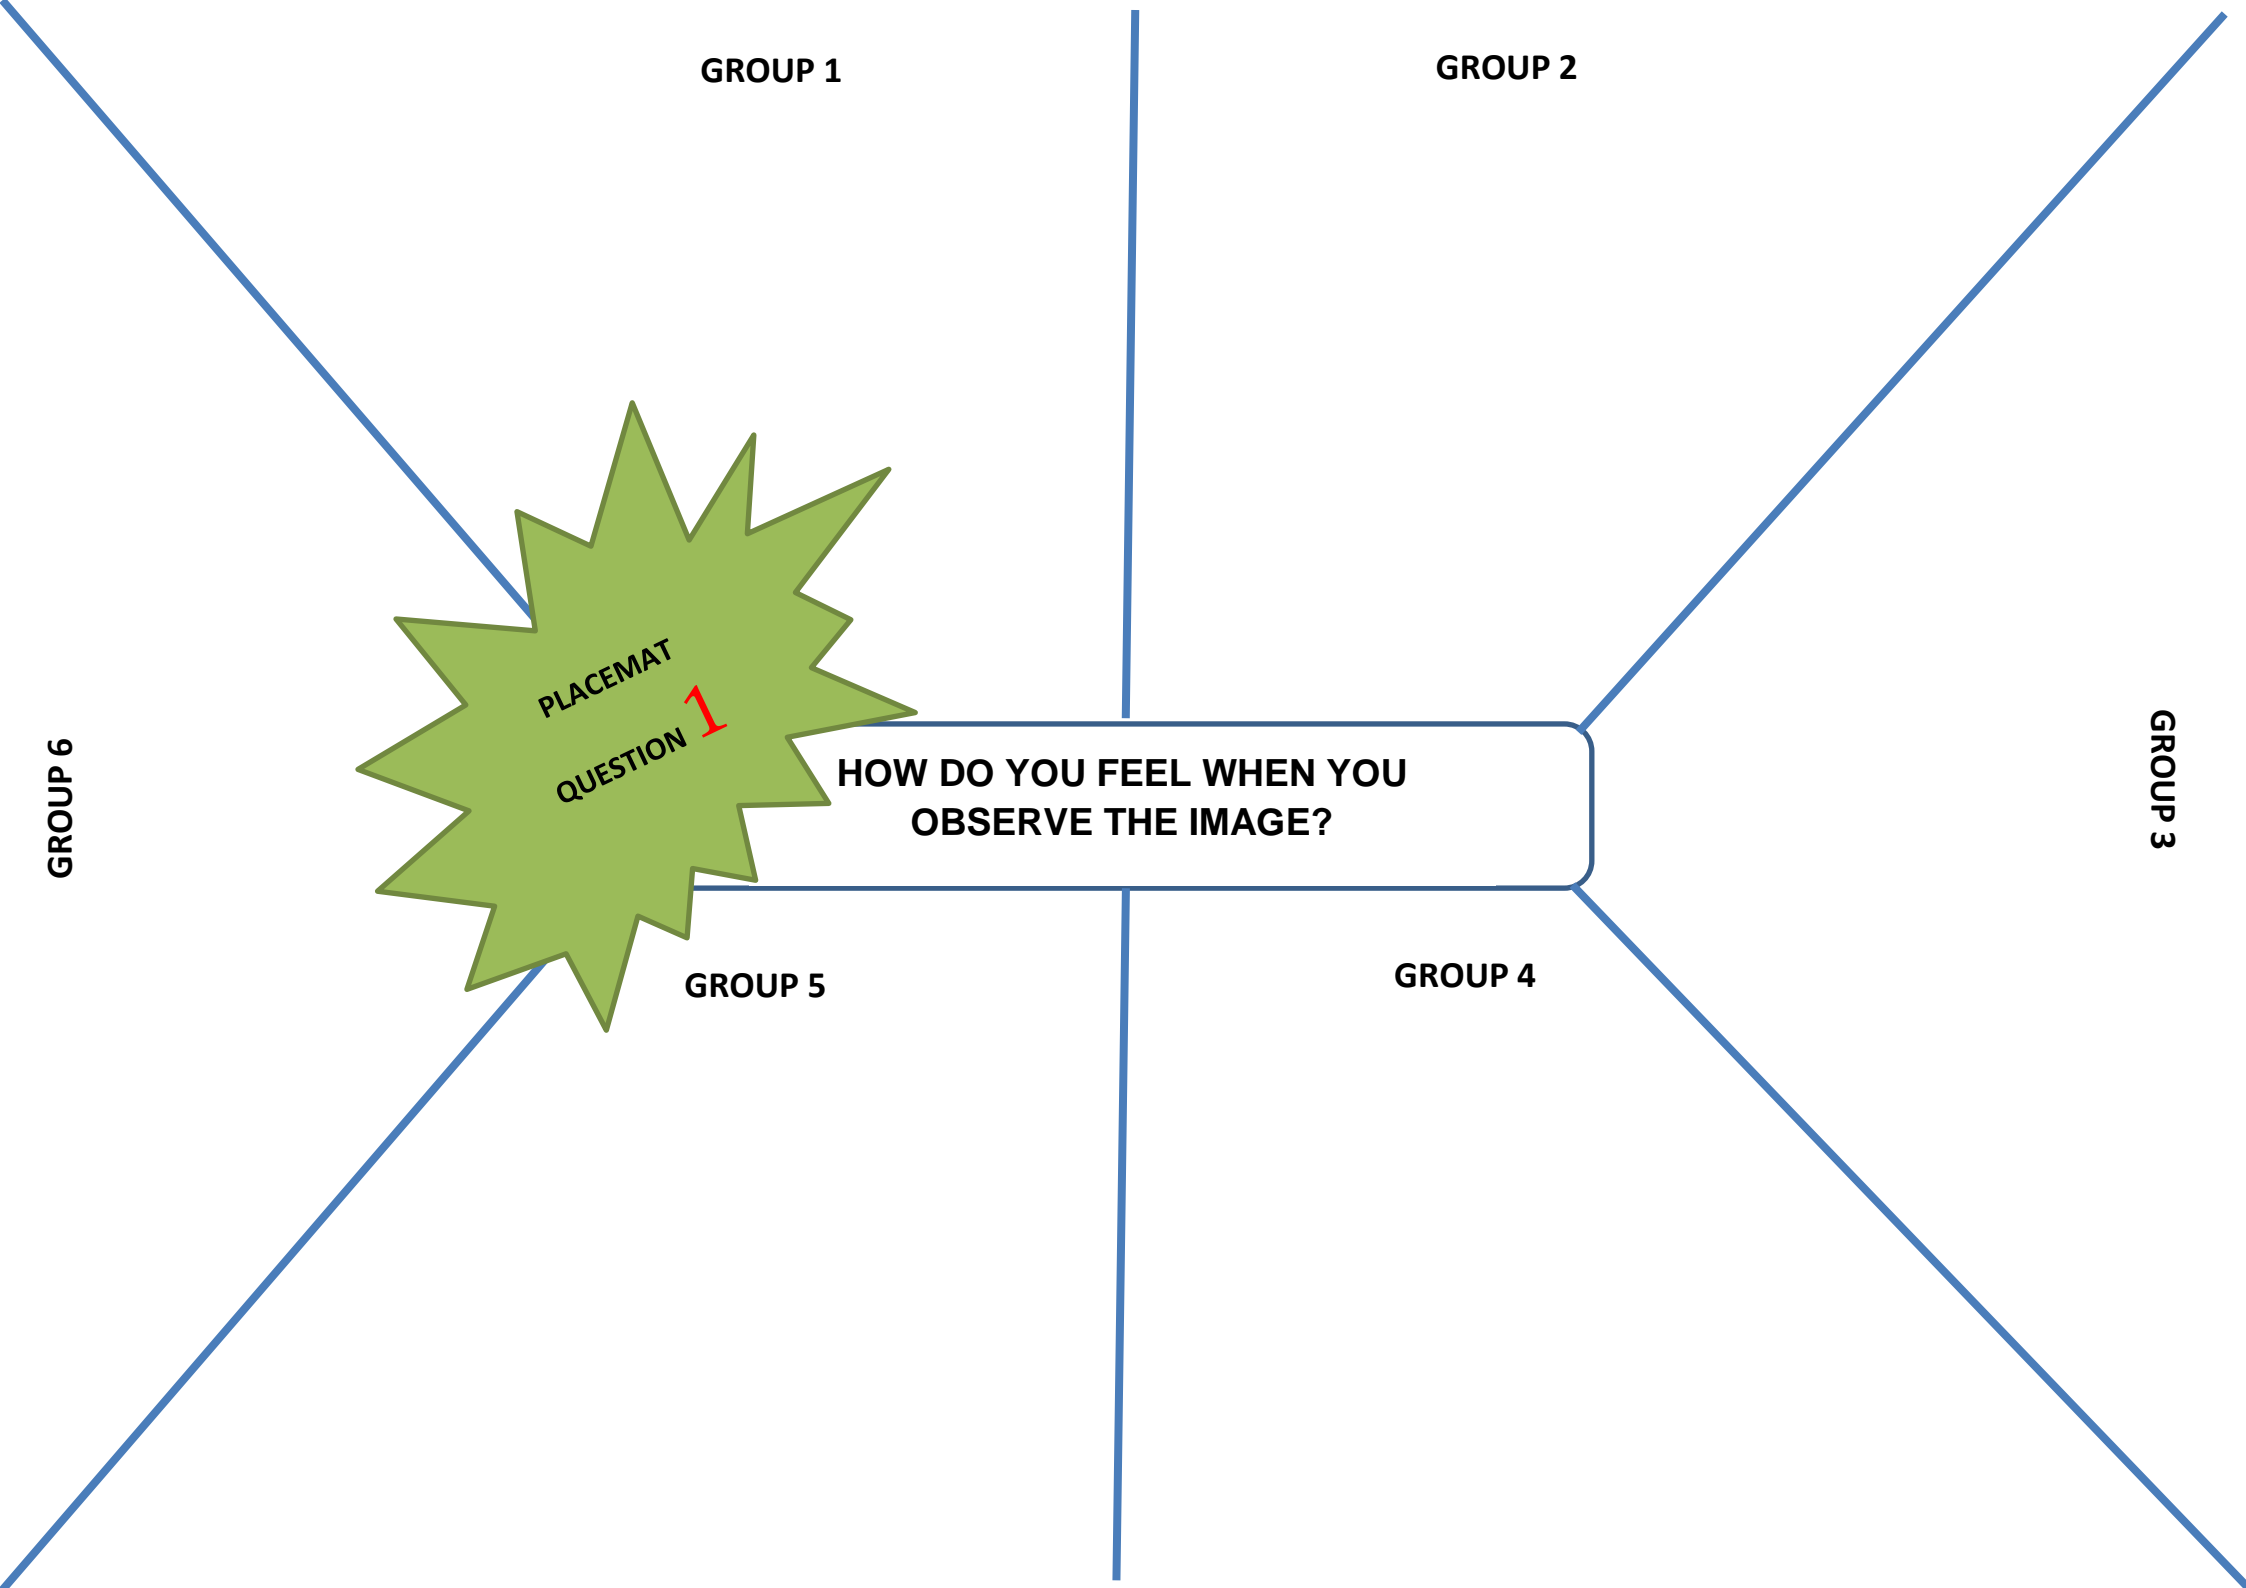 GROUP 1
GROUP 2
PLACEMAT
QUESTION 1
HOW DO YOU FEEL WHEN YOU
OBSERVE THE IMAGE?
GROUP 6
GROUP 3
GROUP 5
GROUP 4